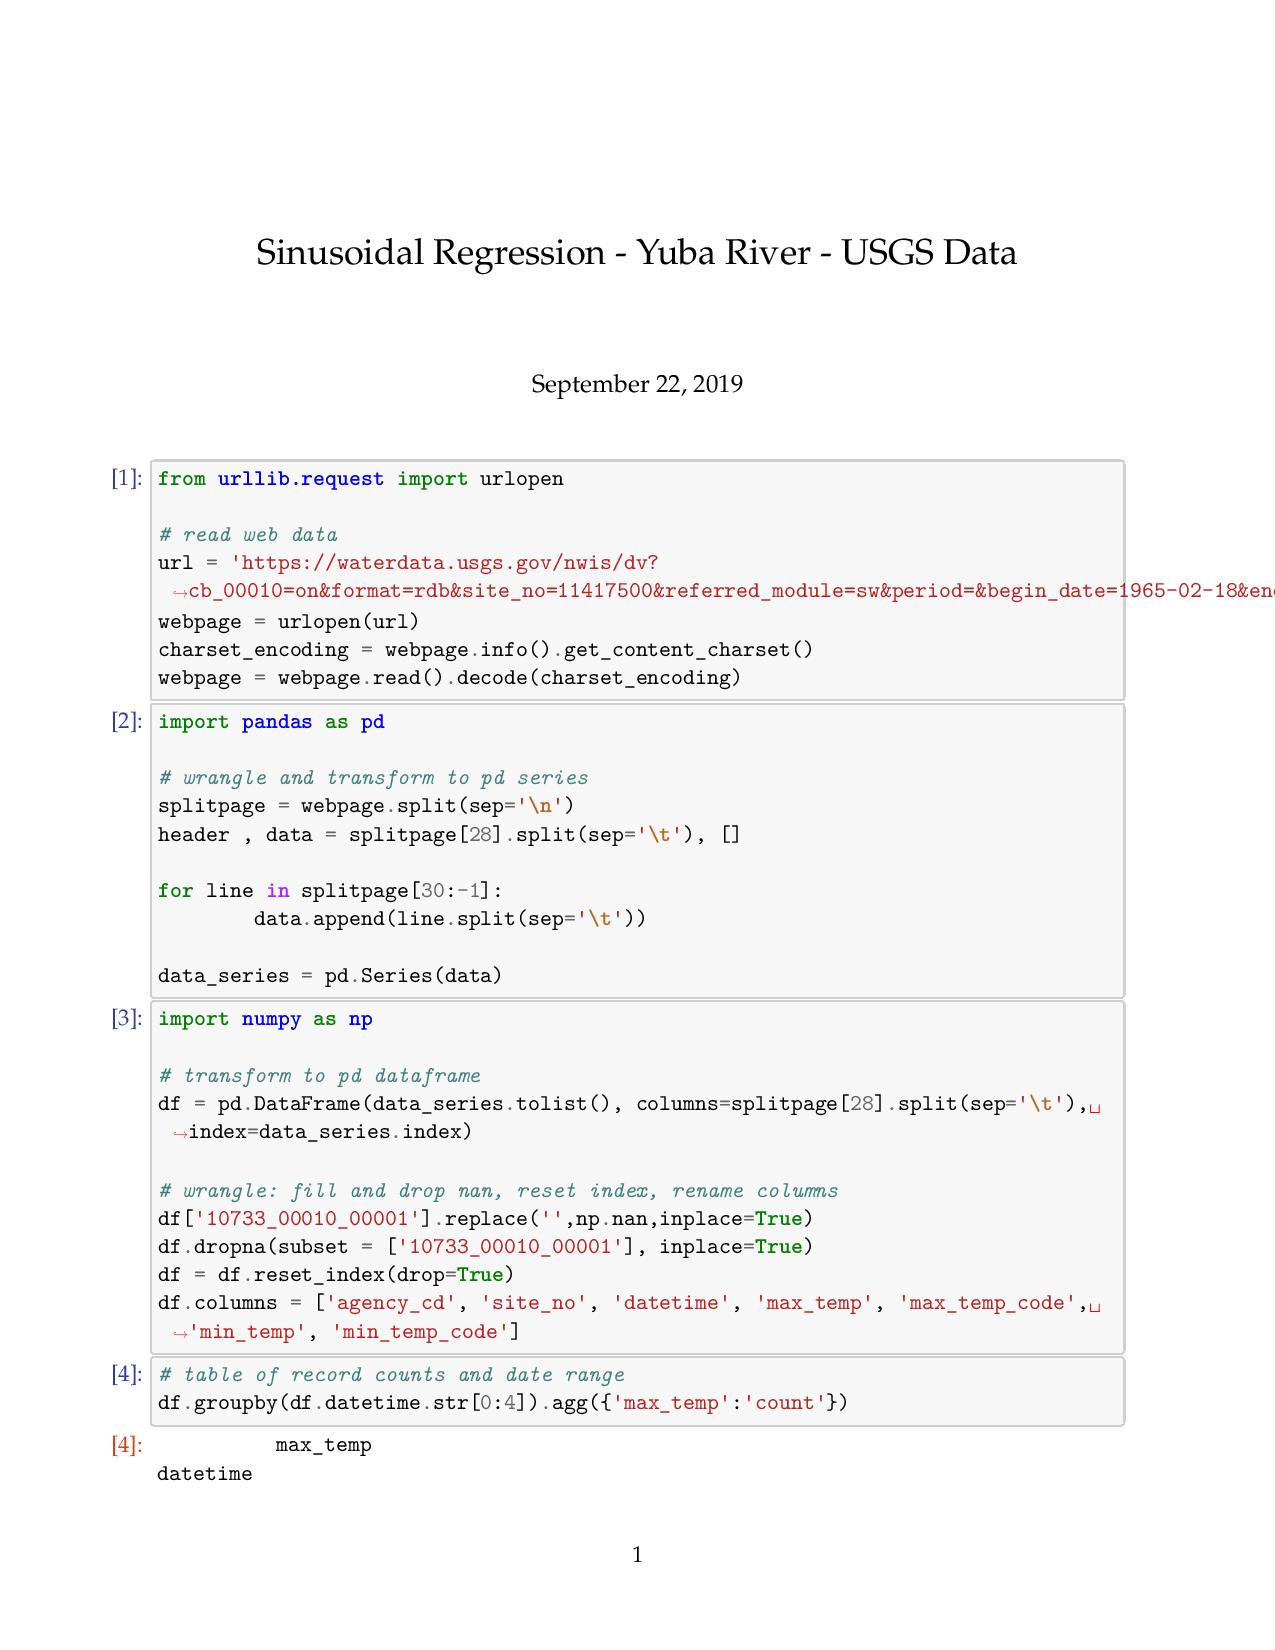 Sinusoidal Regression - Yuba River - USGS Data
September 22, 2019
[1]: from urllib.request import urlopen
# read web data
url = 'https://waterdata.usgs.gov/nwis/dv?
↪cb_00010=on&format=rdb&site_no=11417500&referred_module=sw&period=&begin_date=1965-02-18&en
webpage = urlopen(url)
charset_encoding = webpage.info().get_content_charset()
webpage = webpage.read().decode(charset_encoding)
[2]: import pandas as pd
# wrangle and transform to pd series
splitpage = webpage.split(sep='\n')
header , data = splitpage[28].split(sep='\t'), []
for line in splitpage[30:-1]:
data.append(line.split(sep='\t'))
data_series = pd.Series(data)
[3]: import numpy as np
# transform to pd dataframe
df = pd.DataFrame(data_series.tolist(), columns=splitpage[28].split(sep='\t'),␣
↪index=data_series.index)
# wrangle: fill and drop nan, reset index, rename columns
df['10733_00010_00001'].replace('',np.nan,inplace=True)
df.dropna(subset = ['10733_00010_00001'], inplace=True)
df = df.reset_index(drop=True)
df.columns = ['agency_cd', 'site_no', 'datetime', 'max_temp', 'max_temp_code',␣
↪'min_temp', 'min_temp_code']
[4]: # table of record counts and date range
df.groupby(df.datetime.str[0:4]).agg({'max_temp':'count'})
[4]: max_temp
datetime
1